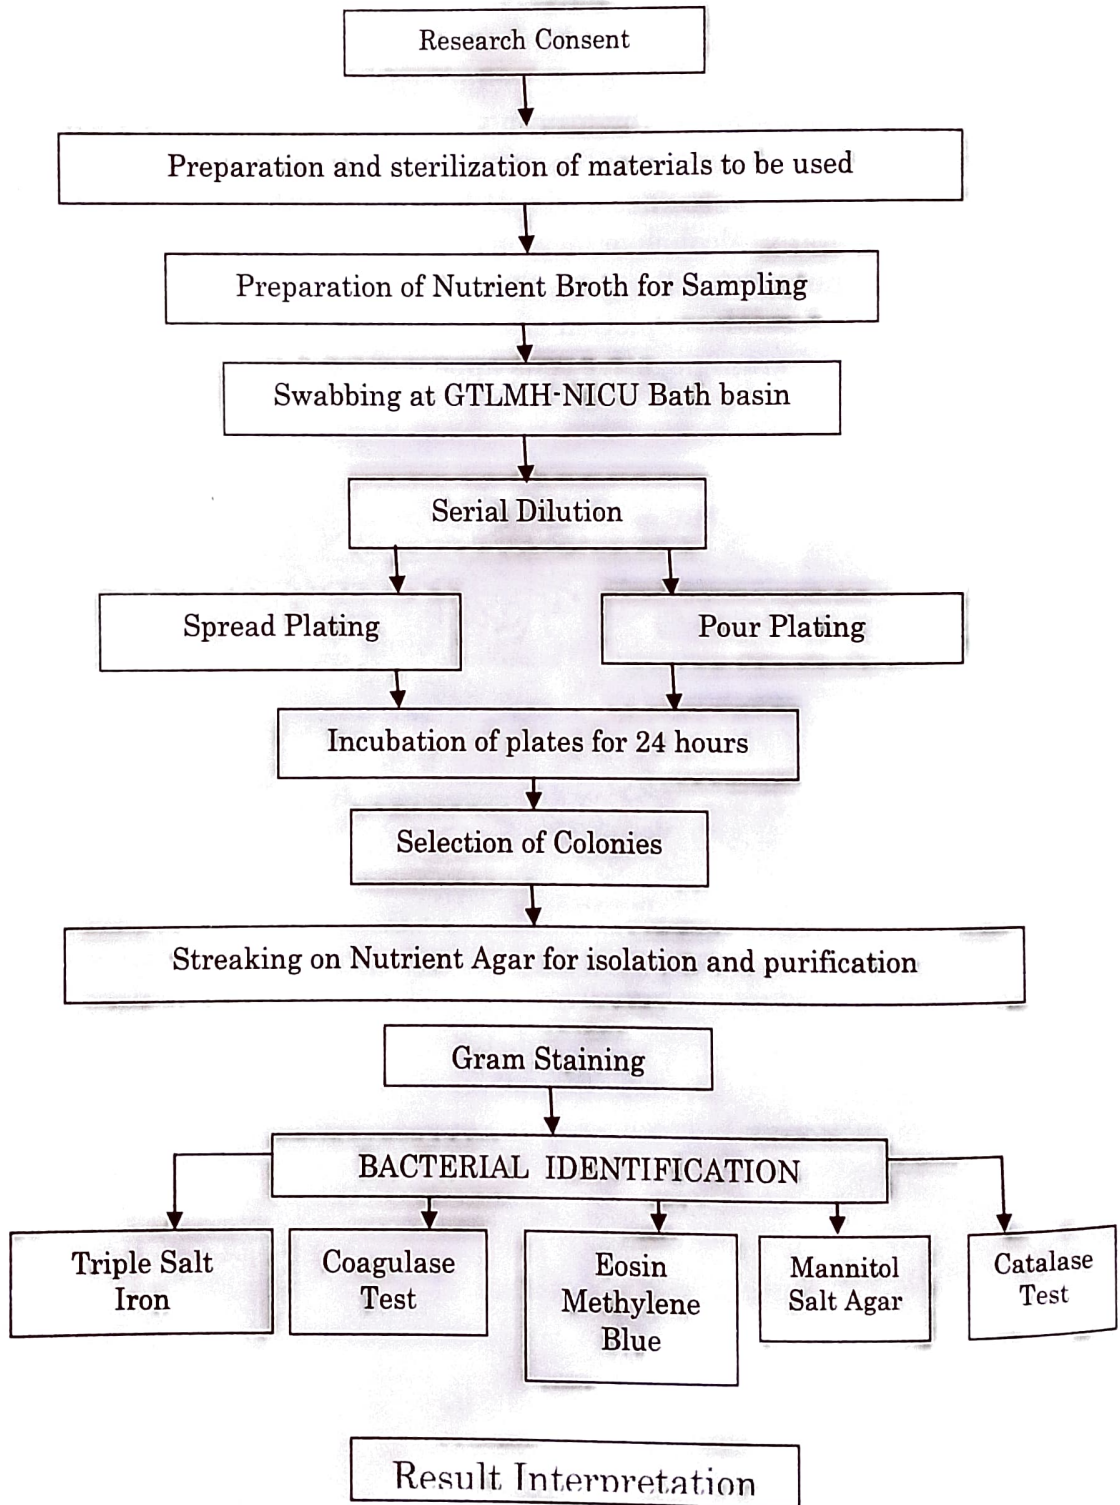 Research Consent
Preparation and sterilization of materials to be used
Preparation of Nutrient Broth for Sampling
Swabbing at GTLMH-NICU Bath basin
Serial Dilution
Spread Plating
Pour Plating
Incubation of plates for 24 hours
Selection of Colonies
Streaking on Nutrient Agar for isolation and purification
Gram Staining
BACTERIAL IDENTIFICATION
Triple Salt
Iron
Coagulase
Test
Eosin
Methylene
Blue
Mannitol
Salt Agar
Catalase
Test
Result Interpretation